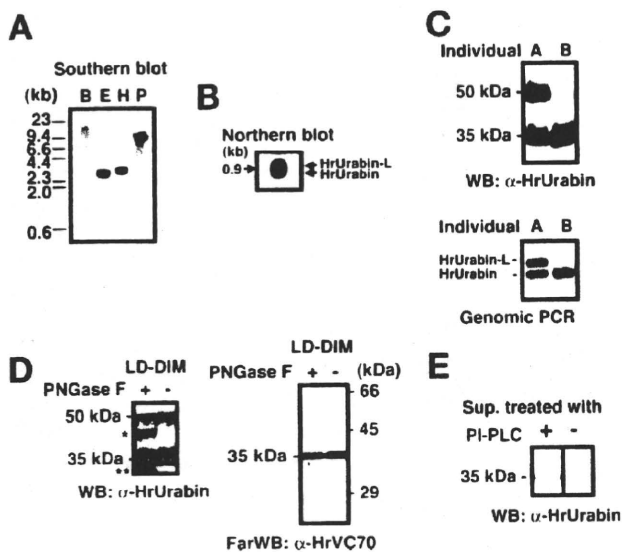 A
Southern blot
(kb) B E H P
23
9.4
6.6
4.4
2.3
2.0
0.6
B
Northern blot
(kb)
0.9
HrUrabin-L
HrUrabin
C
Individual A B
50 kDa
35 kDa
WB: α-HrUrabin
Individual A B
HrUrabin-L
HrUrabin
Genomic PCR
D
LD-DIM
PNGase F + -
50 kDa
*
35 kDa
**
WB: α-HrUrabin
LD-DIM
PNGase F + - (kDa)
66
45
35 kDa
29
FarWB: α-HrVC70
E
Sup. treated with
PI-PLC + -
35 kDa
WB: α-HrUrabin